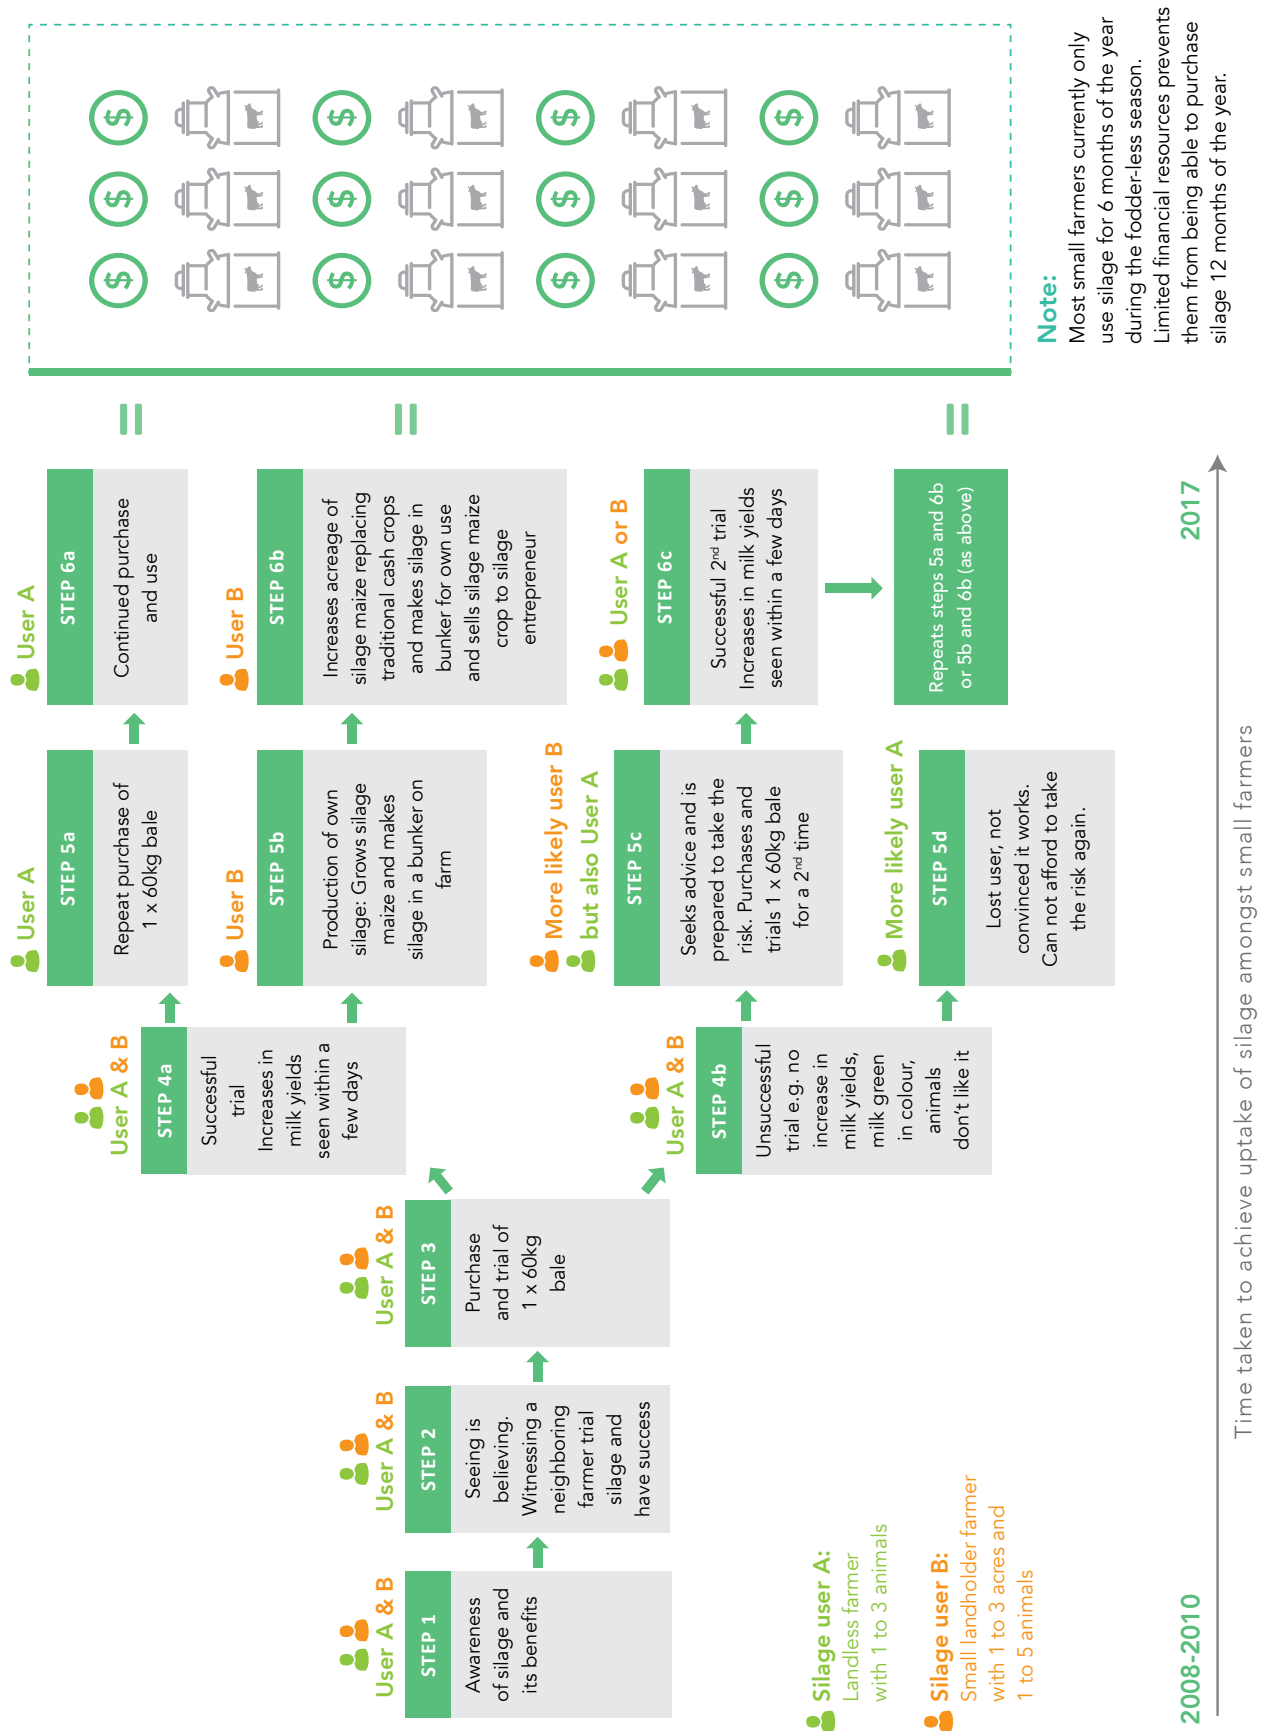 User A & B
STEP 1
Awareness
of silage and
its benefits
User A & B
STEP 2
Seeing is
believing.
Witnessing a
neighboring
farmer trial
silage and
have success
User A & B
STEP 3
Purchase
and trial of
1 x 60kg
bale
User A & B
STEP 4a
Successful
trial
Increases in
milk yields
seen within a
few days
User A & B
STEP 4b
Unsuccessful
trial e.g. no
increase in
milk yields,
milk green
in colour,
animals
don't like it
User A
STEP 5a
Repeat purchase of
1 x 60kg bale
User B
STEP 5b
Production of own
silage: Grows silage
maize and makes
silage in a bunker on
farm
More likely user B
but also User A
STEP 5c
Seeks advice and is
prepared to take the
risk. Purchases and
trials 1 x 60kg bale
for a 2nd time
More likely user A
STEP 5d
Lost user, not
convinced it works.
Can not afford to take
the risk again.
User A
STEP 6a
Continued purchase
and use
User B
STEP 6b
Increases acreage of
silage maize replacing
traditional cash crops
and makes silage in
bunker for own use
and sells silage maize
crop to silage
entrepreneur
User A or B
STEP 6c
Successful 2nd trial
Increases in milk yields
seen within a few days
Repeats steps 5a and 6b
or 5b and 6b (as above)
=
=
=
$ $ $
$ $ $
$ $ $
$ $ $
Silage user A:
Landless farmer
with 1 to 3 animals
Silage user B:
Small landholder farmer
with 1 to 3 acres and
1 to 5 animals
Note:
Most small farmers currently only
use silage for 6 months of the year
during the fodder-less season.
Limited financial resources prevents
them from being able to purchase
silage 12 months of the year.
2008-2010
2017
Time taken to achieve uptake of silage amongst small farmers